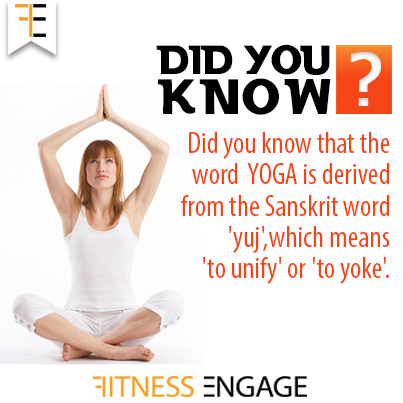 FE
DID YOU
KNOW ?
Did you know that the
word YOGA is derived
from the Sanskrit word
'yuj',which means
'to unify' or 'to yoke'.
FITNESS ENGAGE